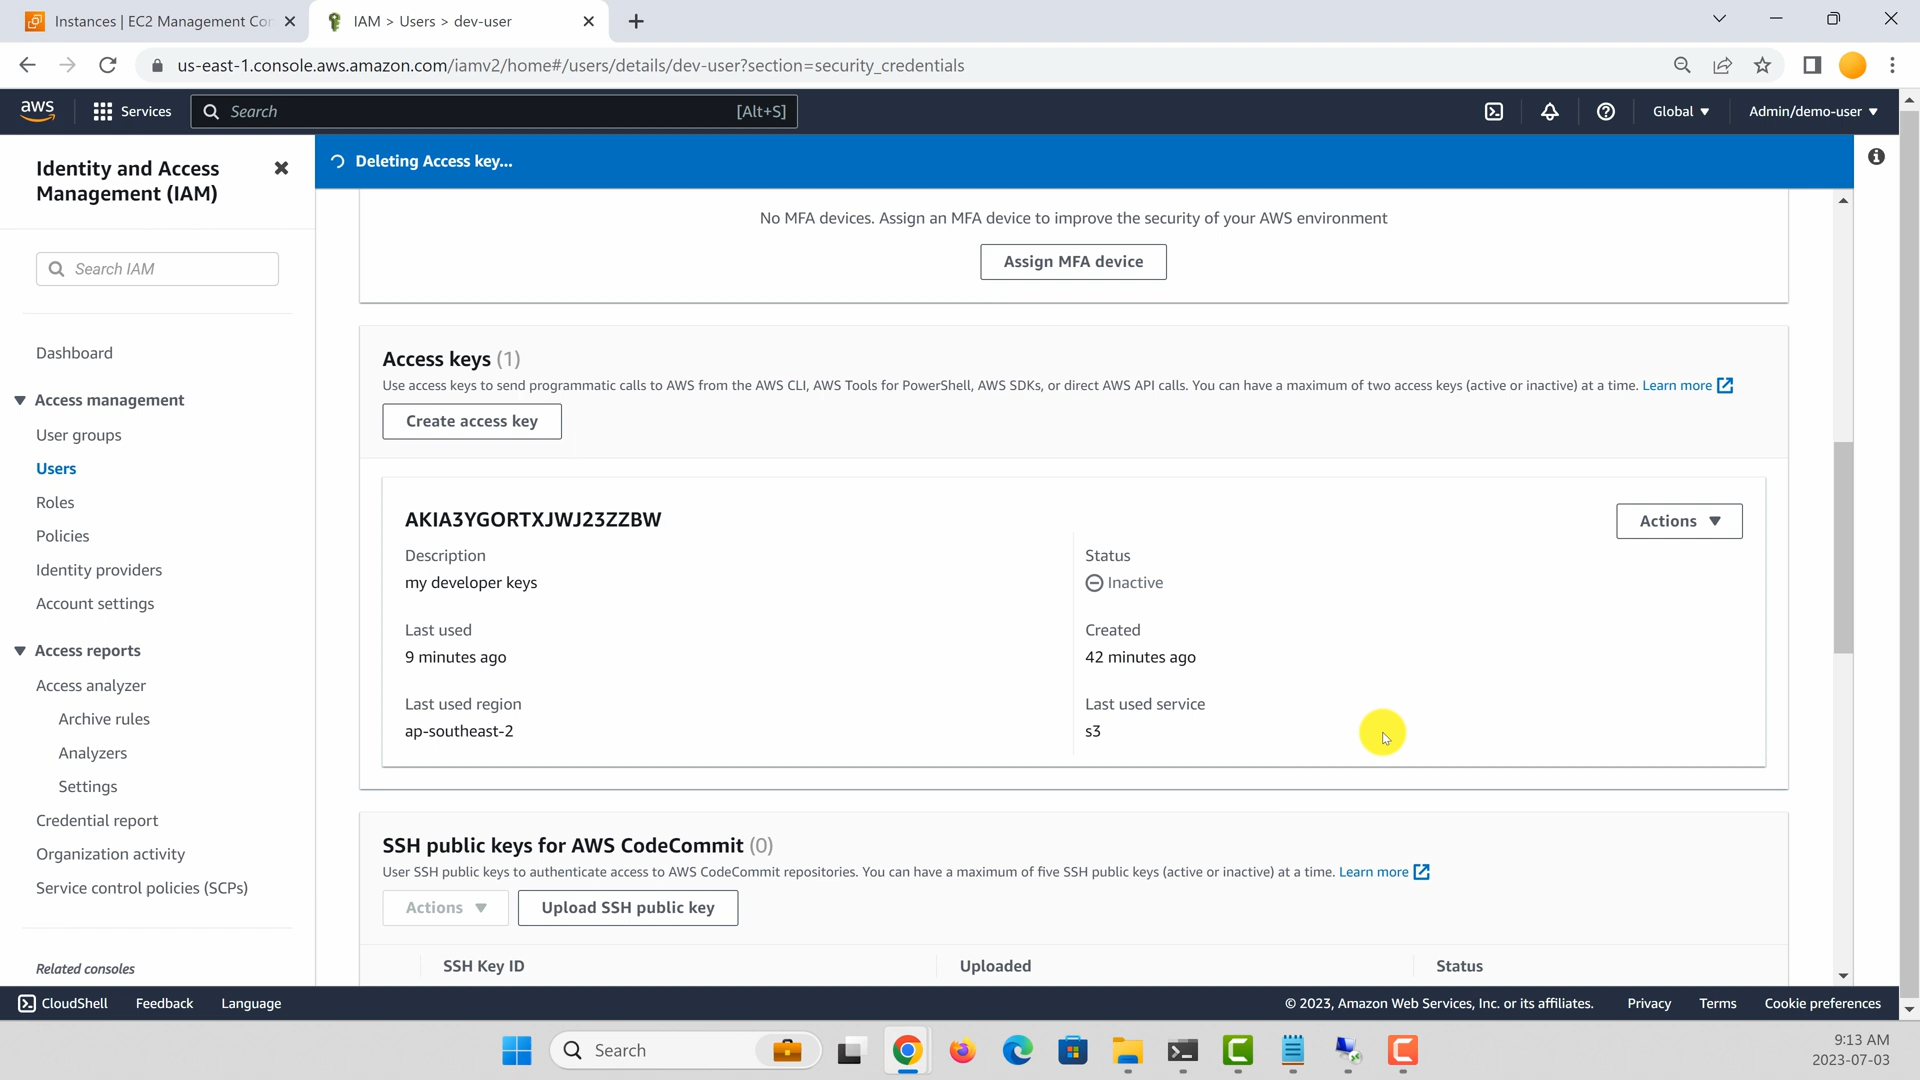 Instances | EC2 Management Con
IAM > Users > dev-user
us-east-1.console.aws.amazon.com/iamv2/home#/users/details/dev-user?section=security_credentials
aws
Services
Search
[Alt+S]
Global
Admin/demo-user
Identity and Access
Management (IAM)
Search IAM
Dashboard
Access management
User groups
Users
Roles
Policies
Identity providers
Account settings
Access reports
Access analyzer
Archive rules
Analyzers
Settings
Credential report
Organization activity
Service control policies (SCPs)
Related consoles
Deleting Access key...
No MFA devices. Assign an MFA device to improve the security of your AWS environment
Assign MFA device
Access keys (1)
Use access keys to send programmatic calls to AWS from the AWS CLI, AWS Tools for PowerShell, AWS SDKs, or direct AWS API calls. You can have a maximum of two access keys (active or inactive) at a time. Learn more
Create access key
AKIA3YGORTXJWJ23ZZBW
Actions
Description
my developer keys
Status
Inactive
Last used
9 minutes ago
Created
42 minutes ago
Last used region
ap-southeast-2
Last used service
s3
SSH public keys for AWS CodeCommit (0)
User SSH public keys to authenticate access to AWS CodeCommit repositories. You can have a maximum of five SSH public keys (active or inactive) at a time. Learn more
Actions
Upload SSH public key
SSH Key ID
Uploaded
Status
CloudShell
Feedback
Language
© 2023, Amazon Web Services, Inc. or its affiliates.
Privacy
Terms
Cookie preferences
Search
9:13 AM
2023-07-03